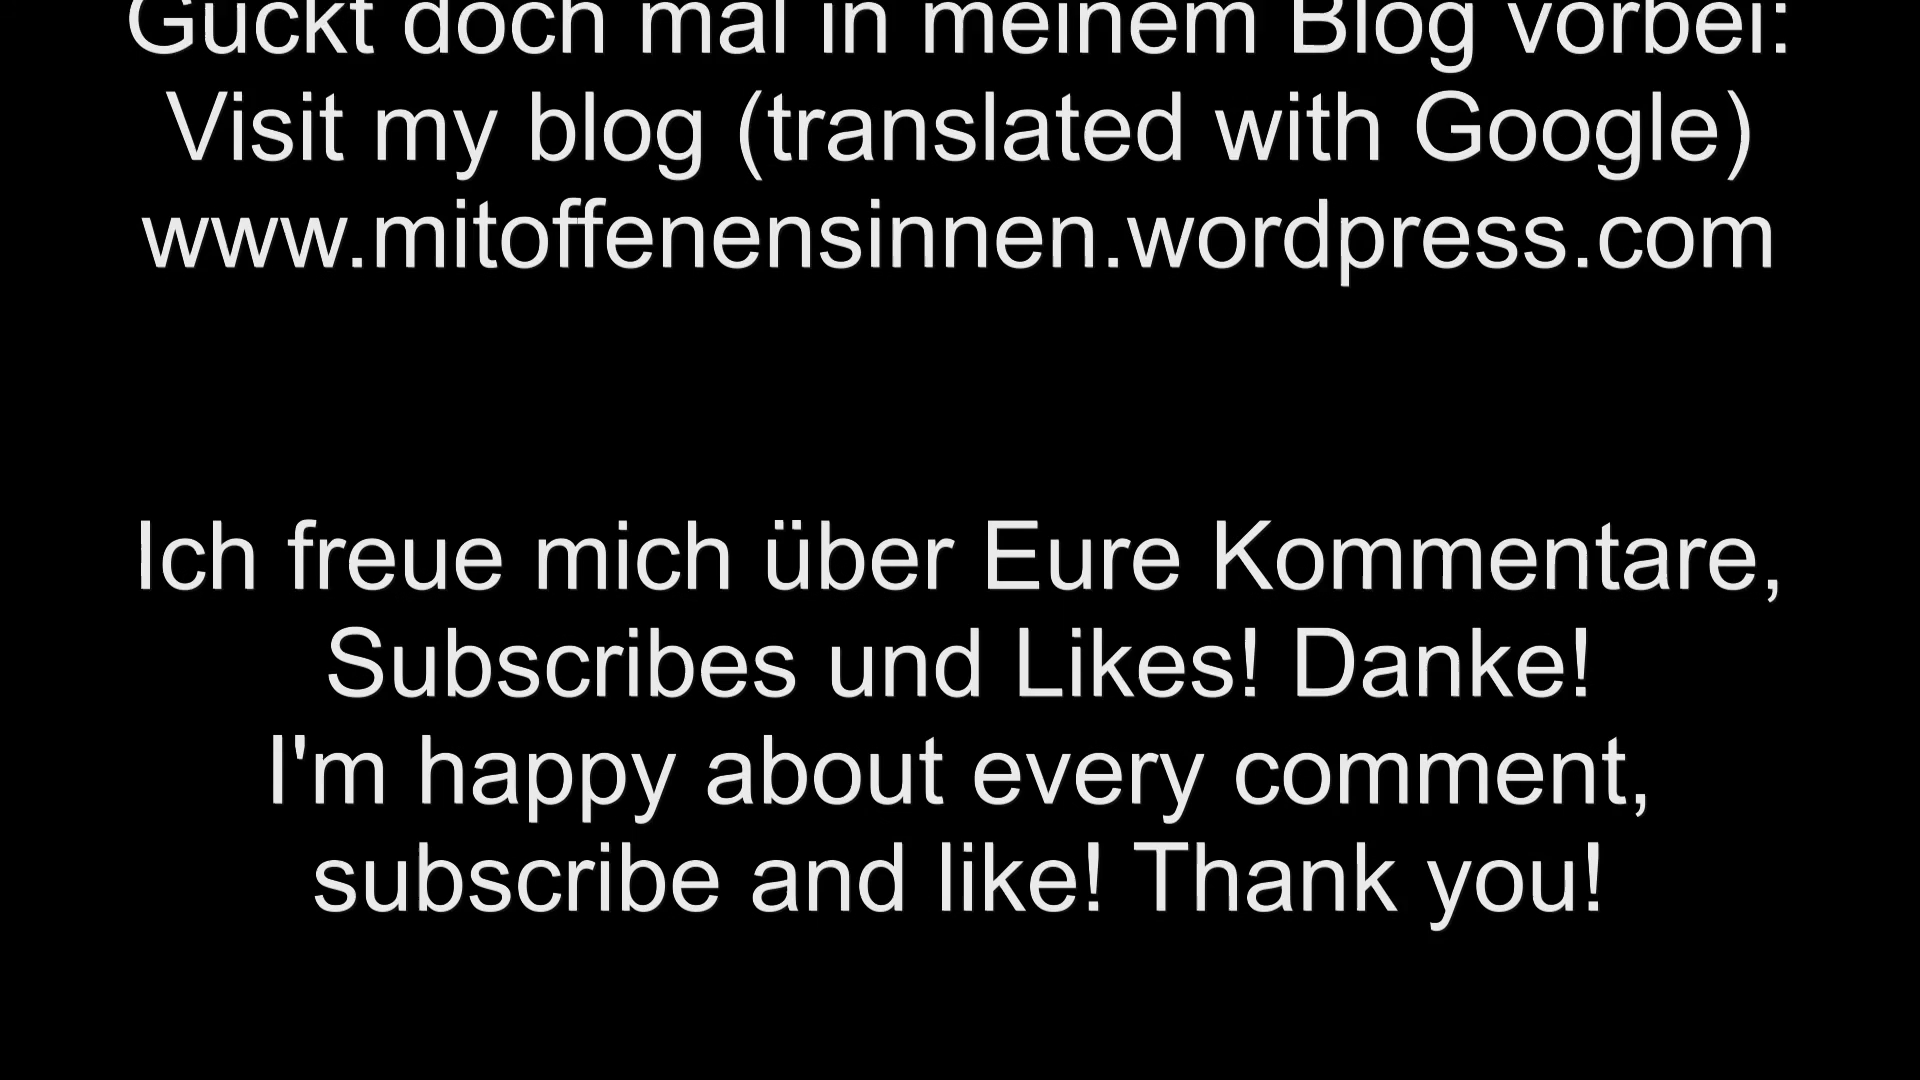 Guckt doch mal in meinem Blog vorbei:
Visit my blog (translated with Google)
www.mitoffenensinnen.wordpress.com
Ich freue mich über Eure Kommentare,
Subscribes und Likes! Danke!
I'm happy about every comment,
subscribe and like! Thank you!